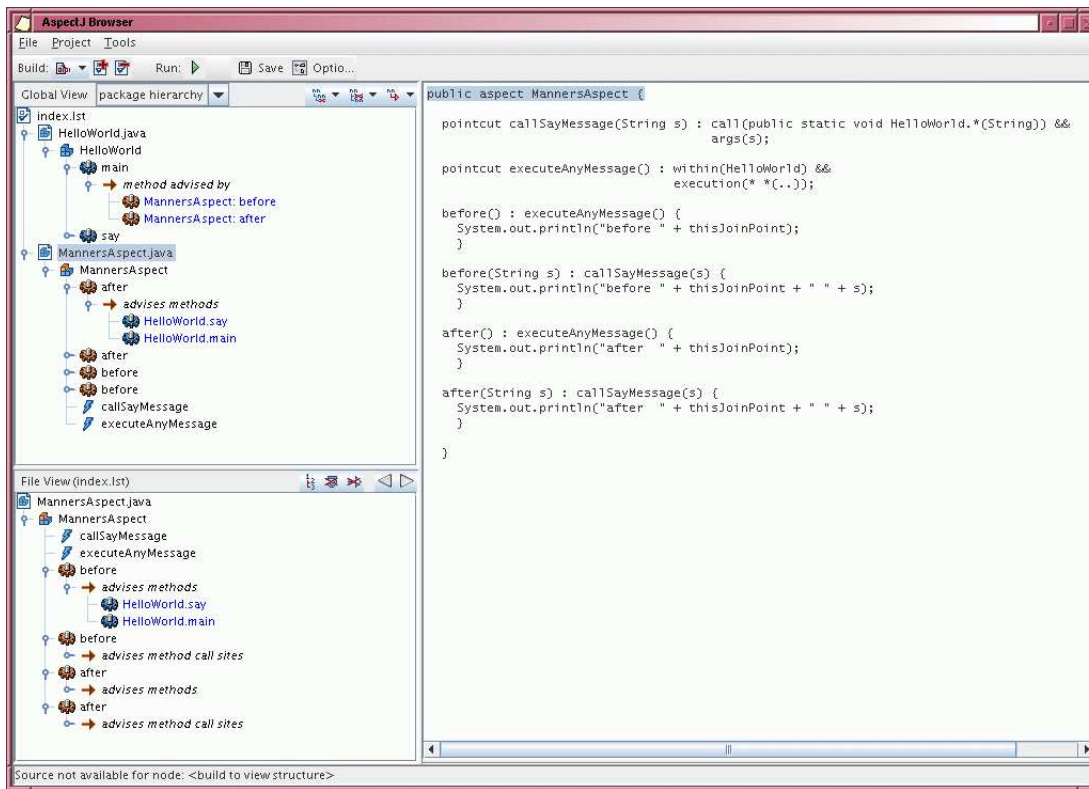 AspectJ Browser
File Project Tools
Build: Run: Save Optio...
Global View package hierarchy
index.lst
HelloWorld.java
HelloWorld
main
method advised by
MannersAspect: before
MannersAspect: after
say
MannersAspect.java
MannersAspect
after
advises methods
HelloWorld.say
HelloWorld.main
after
before
before
callSayMessage
executeAnyMessage
File View (index.lst)
MannersAspect.java
MannersAspect
callSayMessage
executeAnyMessage
before
advises methods
HelloWorld.say
HelloWorld.main
before
advises method call sites
after
advises methods
after
advises method call sites
public aspect MannersAspect {
pointcut callSayMessage(String s) : call(public static void HelloWorld.*(String)) &&
args(s);
pointcut executeAnyMessage() : within(HelloWorld) &&
execution(* *(..));
before() : executeAnyMessage() {
System.out.println("before " + thisJoinPoint);
}
before(String s) : callSayMessage(s) {
System.out.println("before " + thisJoinPoint + " " + s);
}
after() : executeAnyMessage() {
System.out.println("after  " + thisJoinPoint);
}
after(String s) : callSayMessage(s) {
System.out.println("after  " + thisJoinPoint + " " + s);
}
}
Source not available for node: <build to view structure>